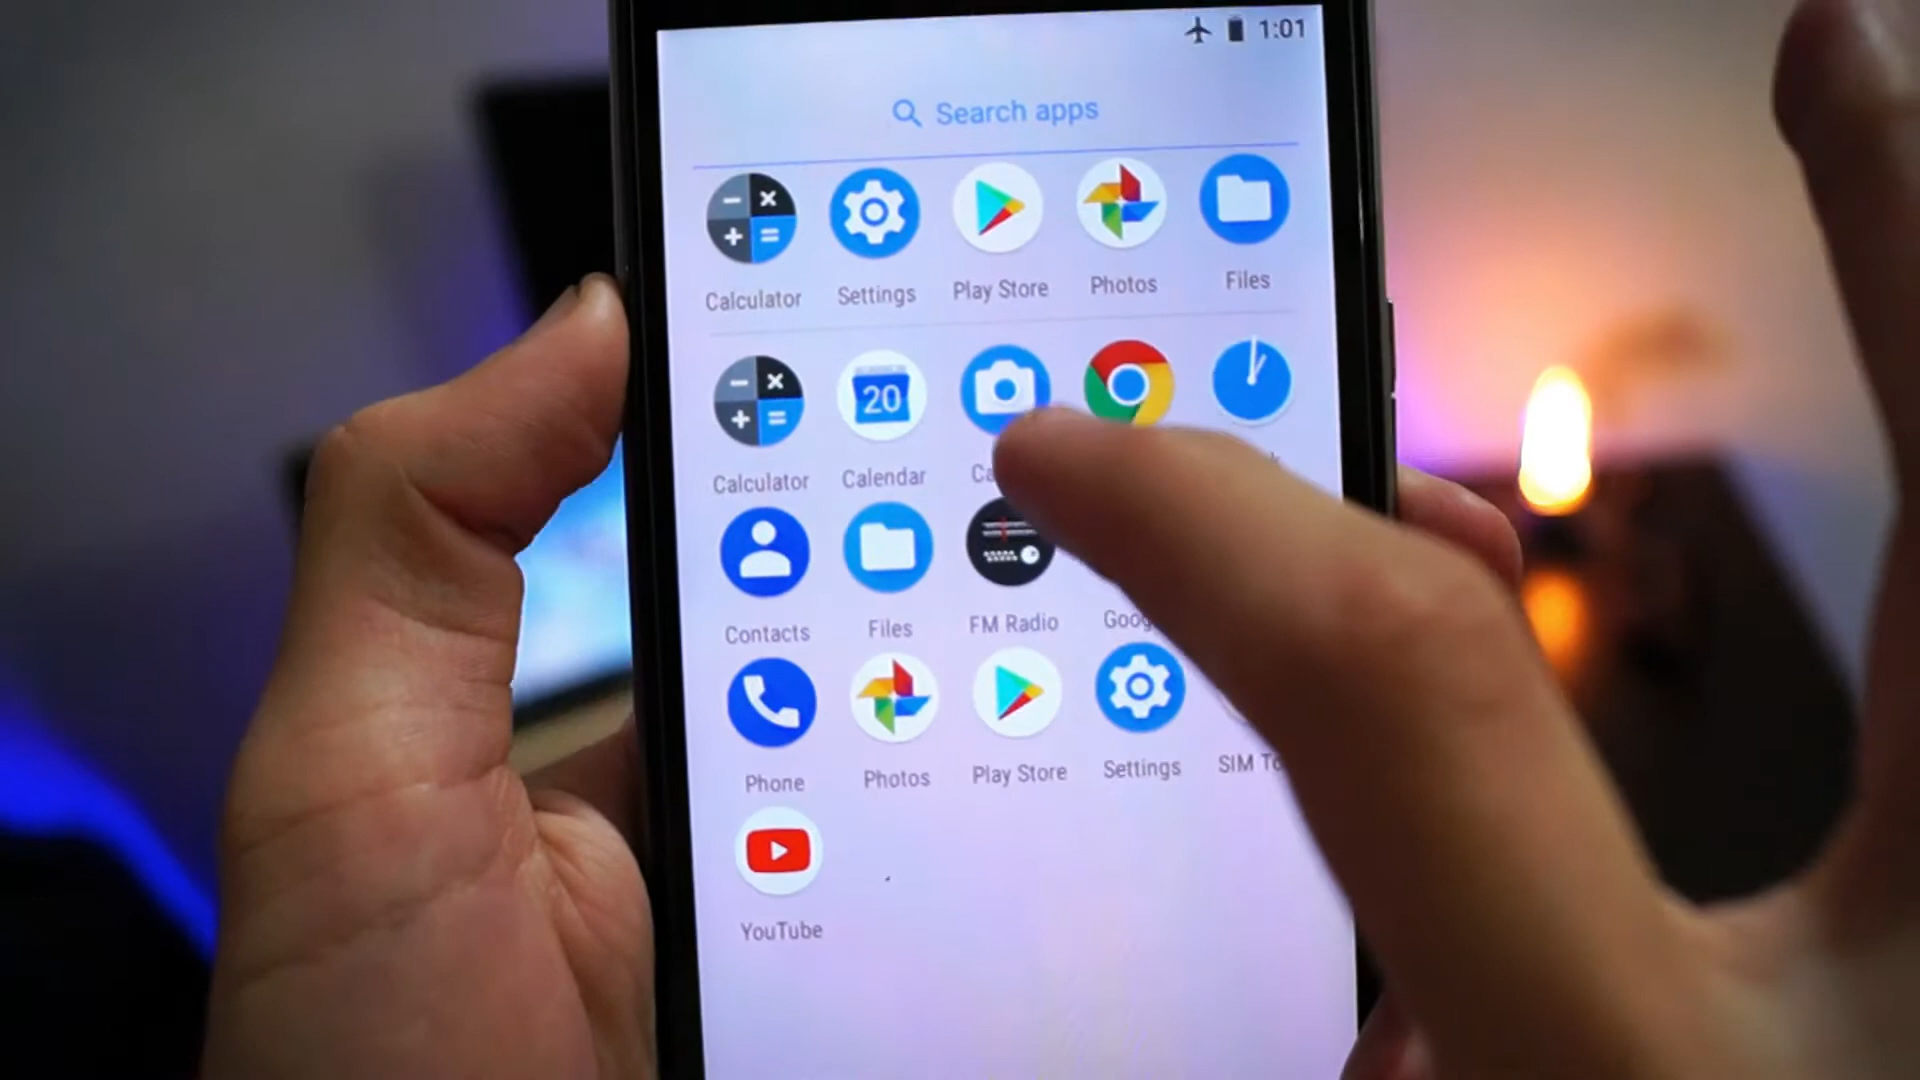 1:01
Search apps
Calculator Settings Play Store Photos Files
20
Calculator Calendar
Contacts Files FM Radio
Phone Photos Play Store Settings SIM
YouTube